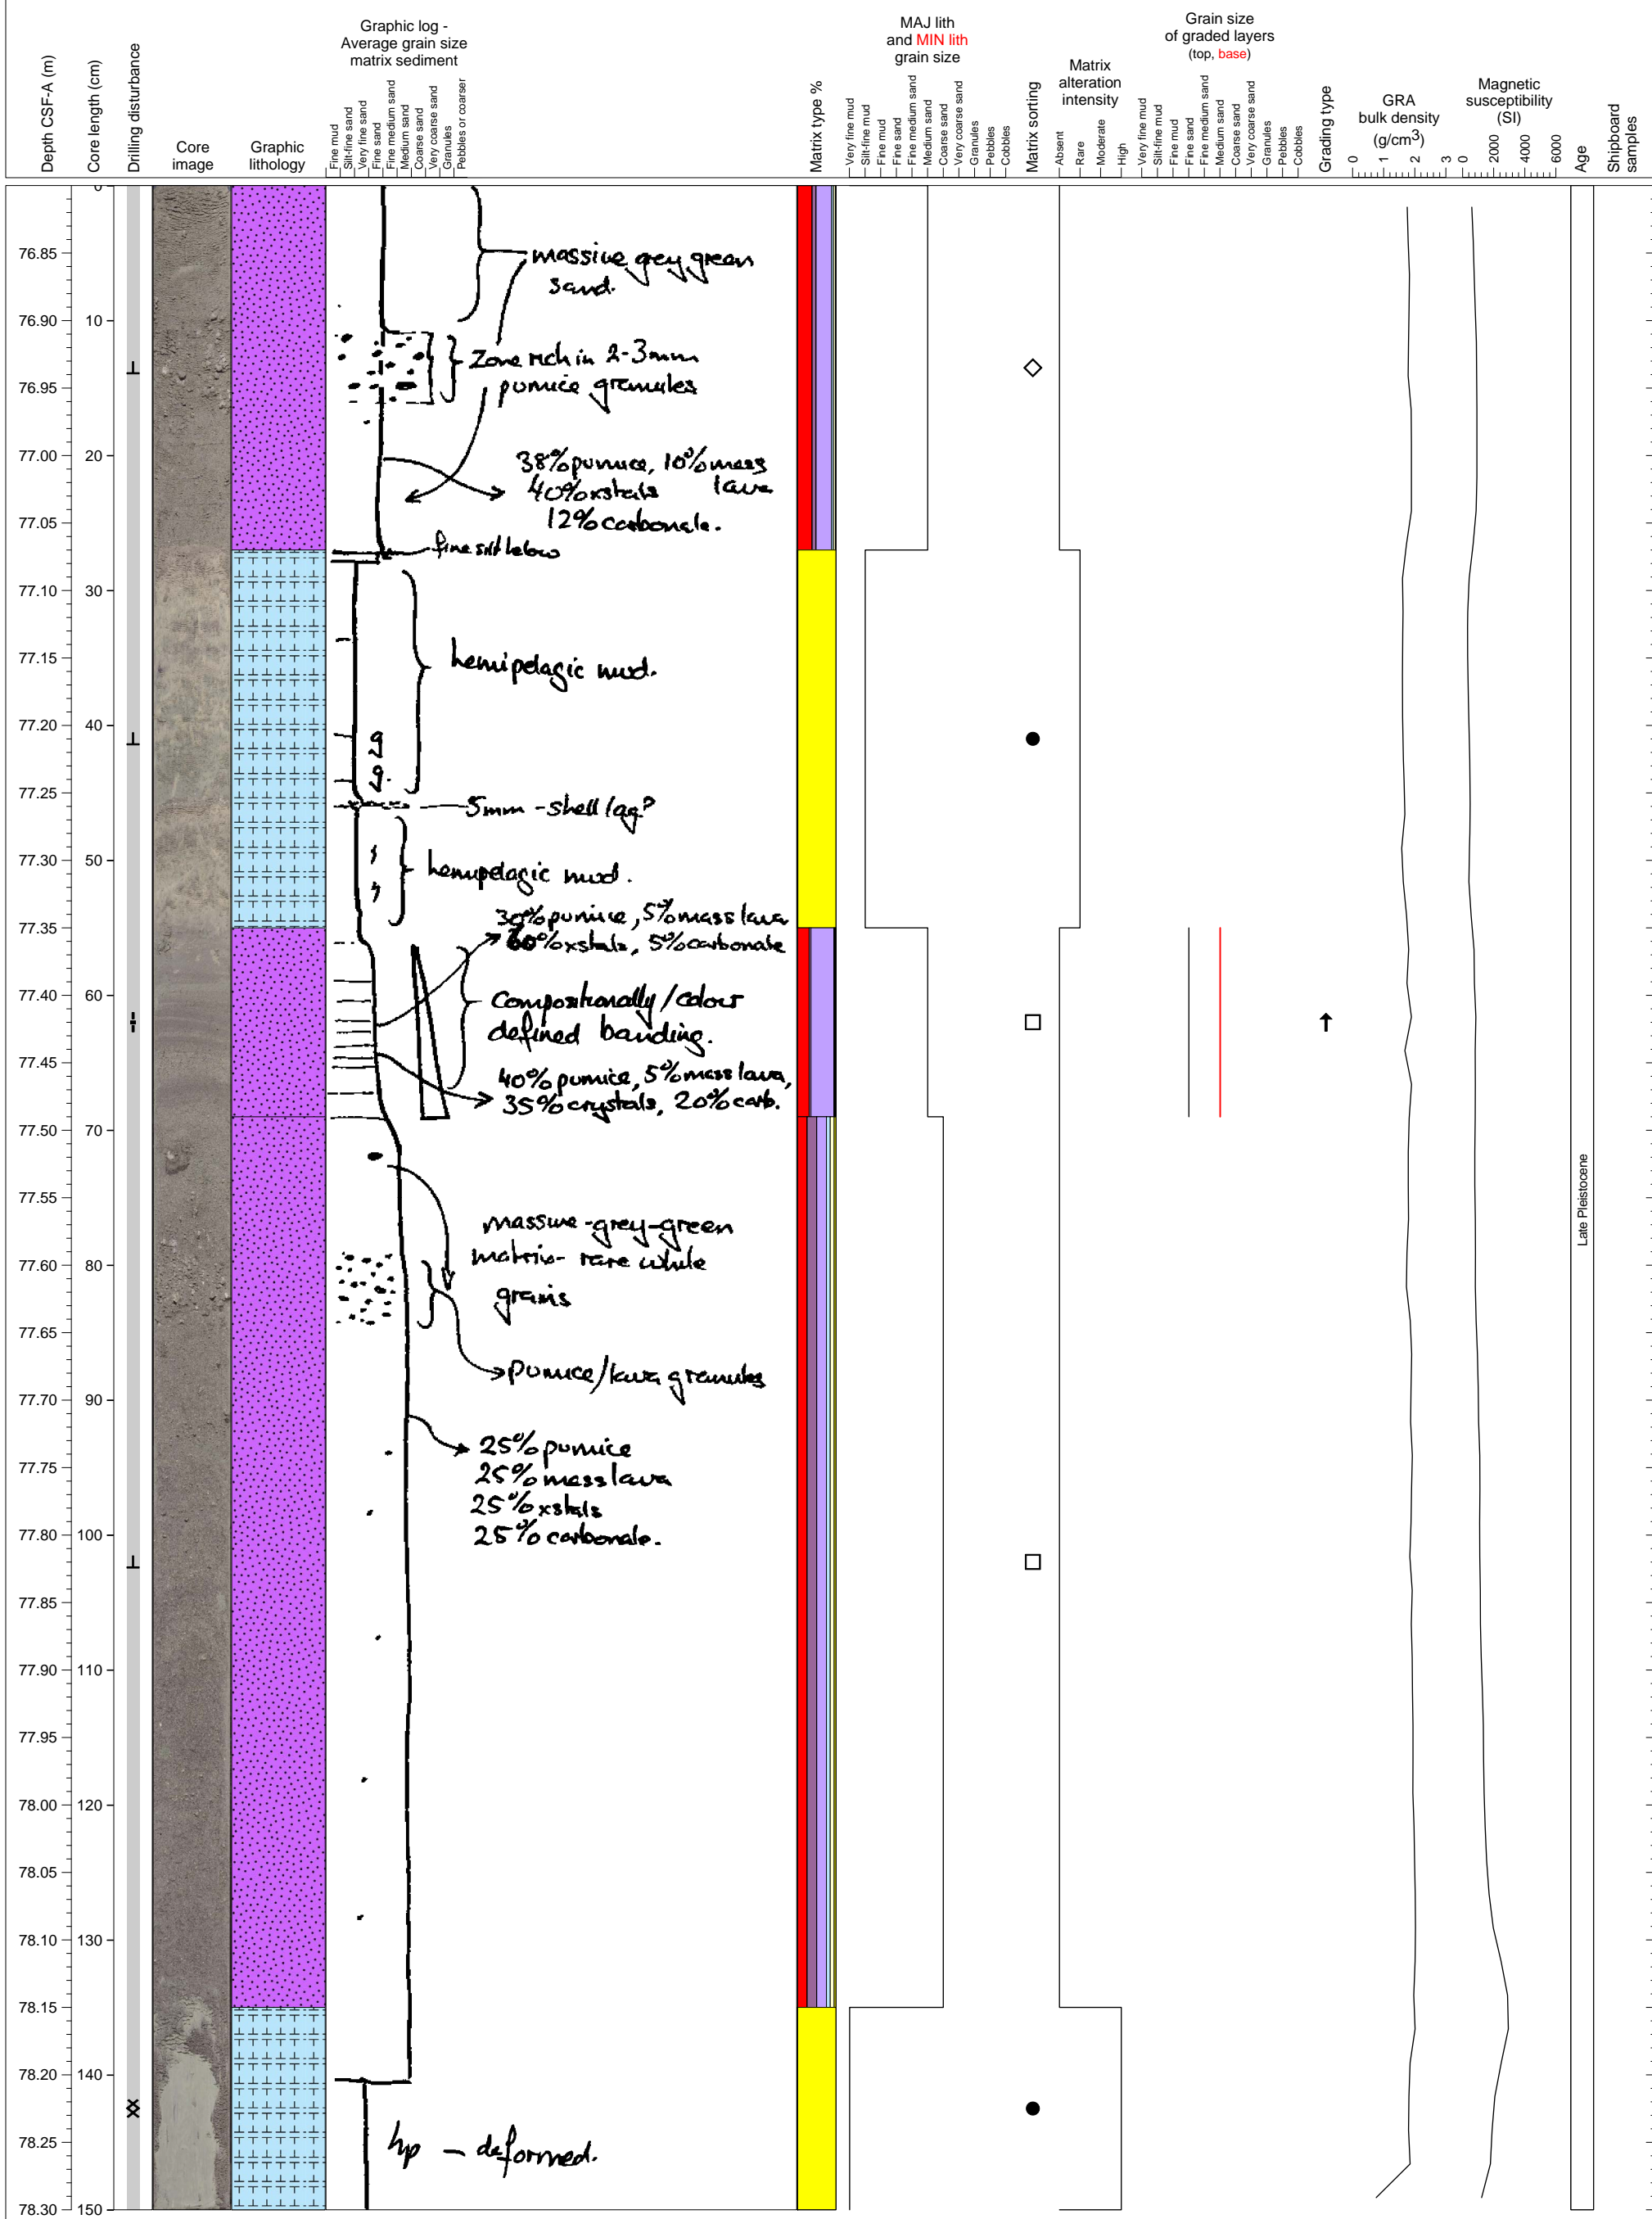 Depth CSF-A (m)
Core length (cm)
Drilling disturbance
Core
image
Graphic
lithology
Graphic log -
Average grain size
matrix sediment
Fine mud
Silt-fine sand
Very fine sand
Fine sand
Fine medium sand
Medium sand
Coarse sand
Very coarse sand
Granules
Pebbles or coarser
Matrix type %
MAJ lith
and MIN lith
grain size
Very fine mud
Silt-fine mud
Fine mud
Fine sand
Fine medium sand
Medium sand
Coarse sand
Very coarse sand
Granules
Pebbles
Cobbles
Matrix sorting
Matrix
alteration
intensity
Absent
Rare
Moderate
High
Grain size
of graded layers
(top, base)
Very fine mud
Silt-fine mud
Fine mud
Fine sand
Fine medium sand
Medium sand
Coarse sand
Very coarse sand
Granules
Pebbles
Cobbles
Grading type
GRA
bulk density
(g/cm3)
0 1 2 3
Magnetic
susceptibility
(SI)
0 2000 4000 6000
Age
Shipboard
samples
0
76.85
76.90 10
76.95
77.00 20
77.05
77.10 30
77.15
77.20 40
77.25
77.30 50
77.35
77.40 60
77.45
77.50 70
77.55
77.60 80
77.65
77.70 90
77.75
77.80 100
77.85
77.90 110
77.95
78.00 120
78.05
78.10 130
78.15
78.20 140
78.25
78.30 150
massive grey green
sand.
Zone rich in 2-3mm
pumice granules
38% pumice, 10% mass
40% xstals lava
12% carbonate.
fine silt below
hemipelagic mud.
5mm - shell lag?
hemipelagic mud.
30% pumice, 5% mass lava
60% xstals, 5% carbonate
Compositionally/colour
defined banding.
40% pumice, 5% mass lava,
35% crystals, 20% carb.
massive-grey-green
matrix- rare white
grains
pumice/lava granules
25% pumice
25% mass lava
25% xstals
25% carbonate.
hp - deformed.
Late Pleistocene